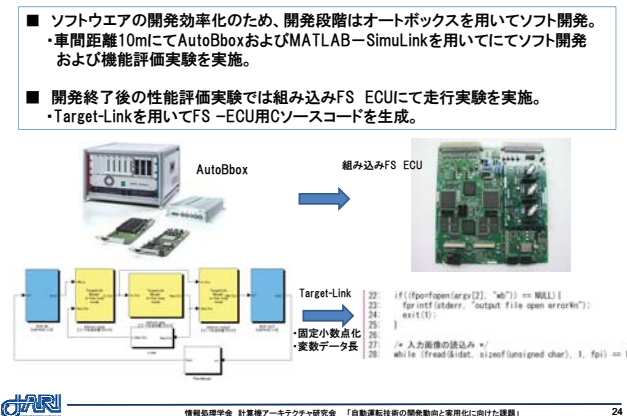 ■ ソフトウエアの開発効率化のため、開発段階はオートボックスを用いてソフト開発。
・車間距離10mにてAutoBboxおよびMATLAB－SimuLinkを用いてにてソフト開発
および機能評価実験を実施。
■ 開発終了後の性能評価実験では組み込みFS ECUにて走行実験を実施。
・Target-Linkを用いてFS －ECU用Cソースコードを生成。
AutoBbox
組み込みFS ECU
Target-Link
・固定小数点化
・変数データ長
22: if((fpo=fopen(argv[2], "wb")) == NULL){
23: fprintf(stderr, "output file open error¥n");
24: exit(1);
25: }
26:
27: /* 入力画像の読込み */
28: while (fread(&idat, sizeof(unsigned char), 1, fpi) ==
JARI
情報処理学会 計算機アーキテクチャ研究会 「自動運転技術の開発動向と実用化に向けた課題」
24